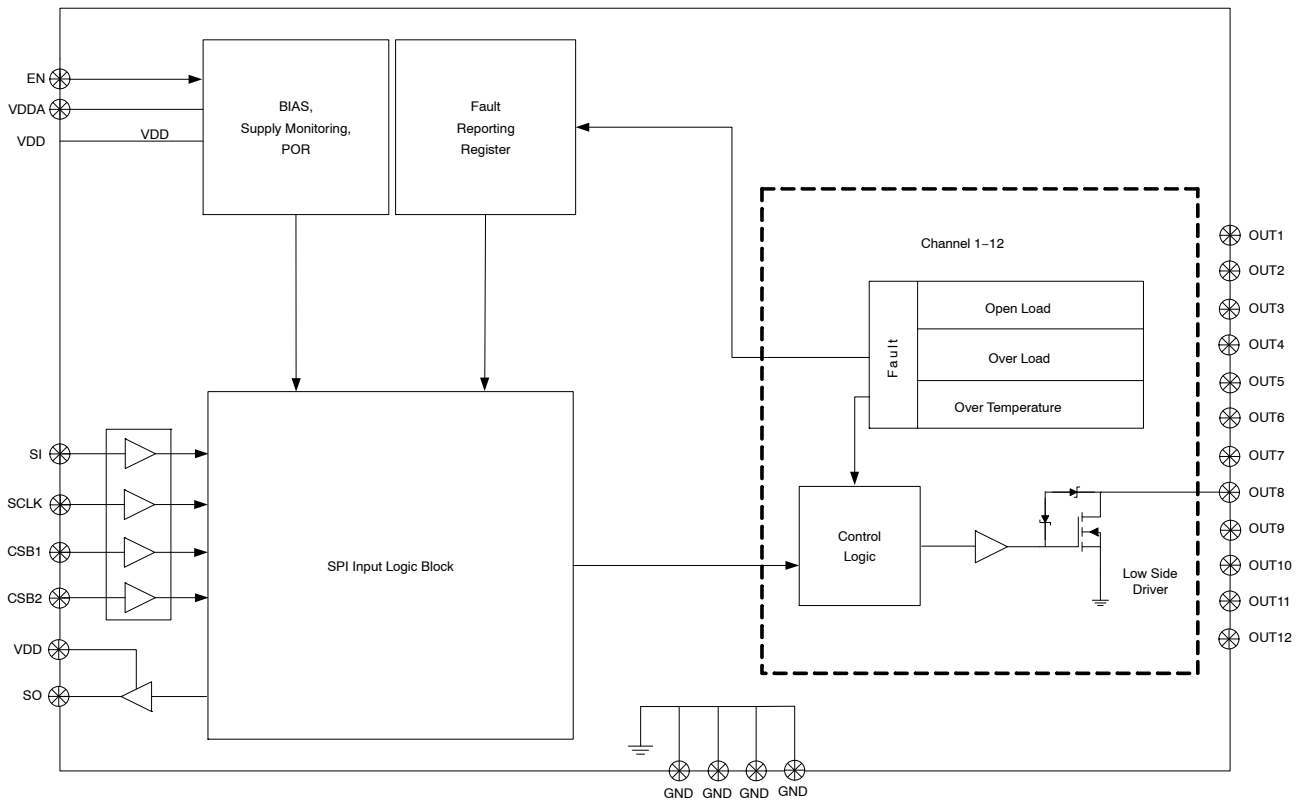 EN
VDDA
VDD
VDD
BIAS,
Supply Monitoring,
POR
Fault
Reporting
Register
Channel 1–12
Fault
Open Load
Over Load
Over Temperature
OUT1
OUT2
OUT3
OUT4
OUT5
OUT6
OUT7
OUT8
OUT9
OUT10
OUT11
OUT12
SI
SCLK
CSB1
CSB2
VDD
SO
SPI Input Logic Block
Control
Logic
Low Side
Driver
GND GND GND GND